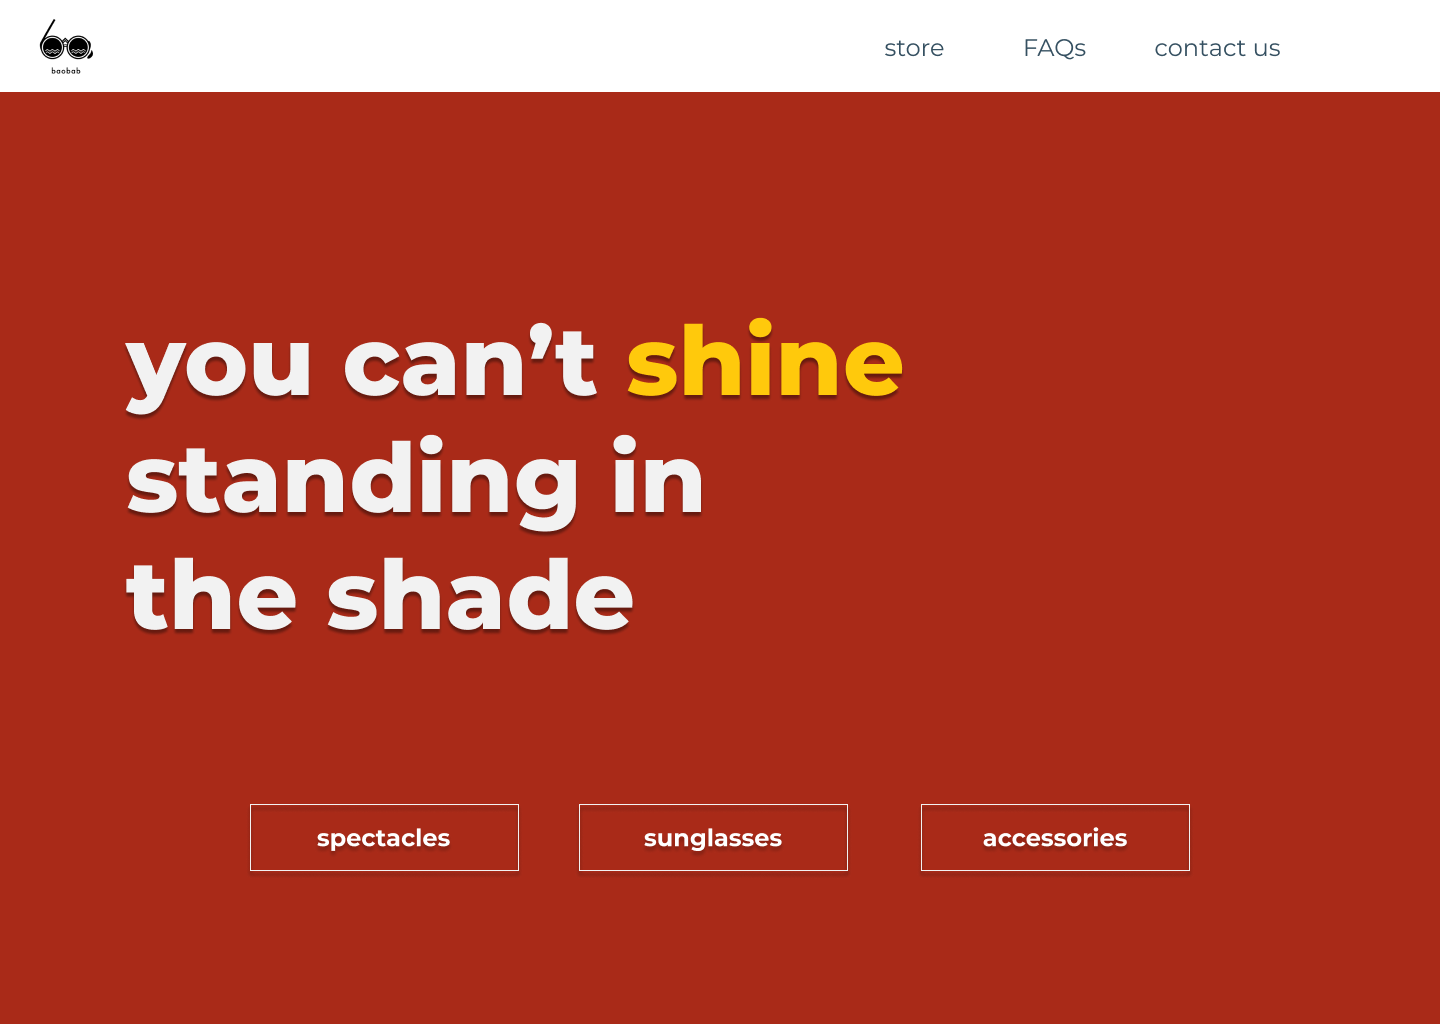 baobab
store
FAQs
contact us
you can’t shine
standing in
the shade
spectacles
sunglasses
accessories